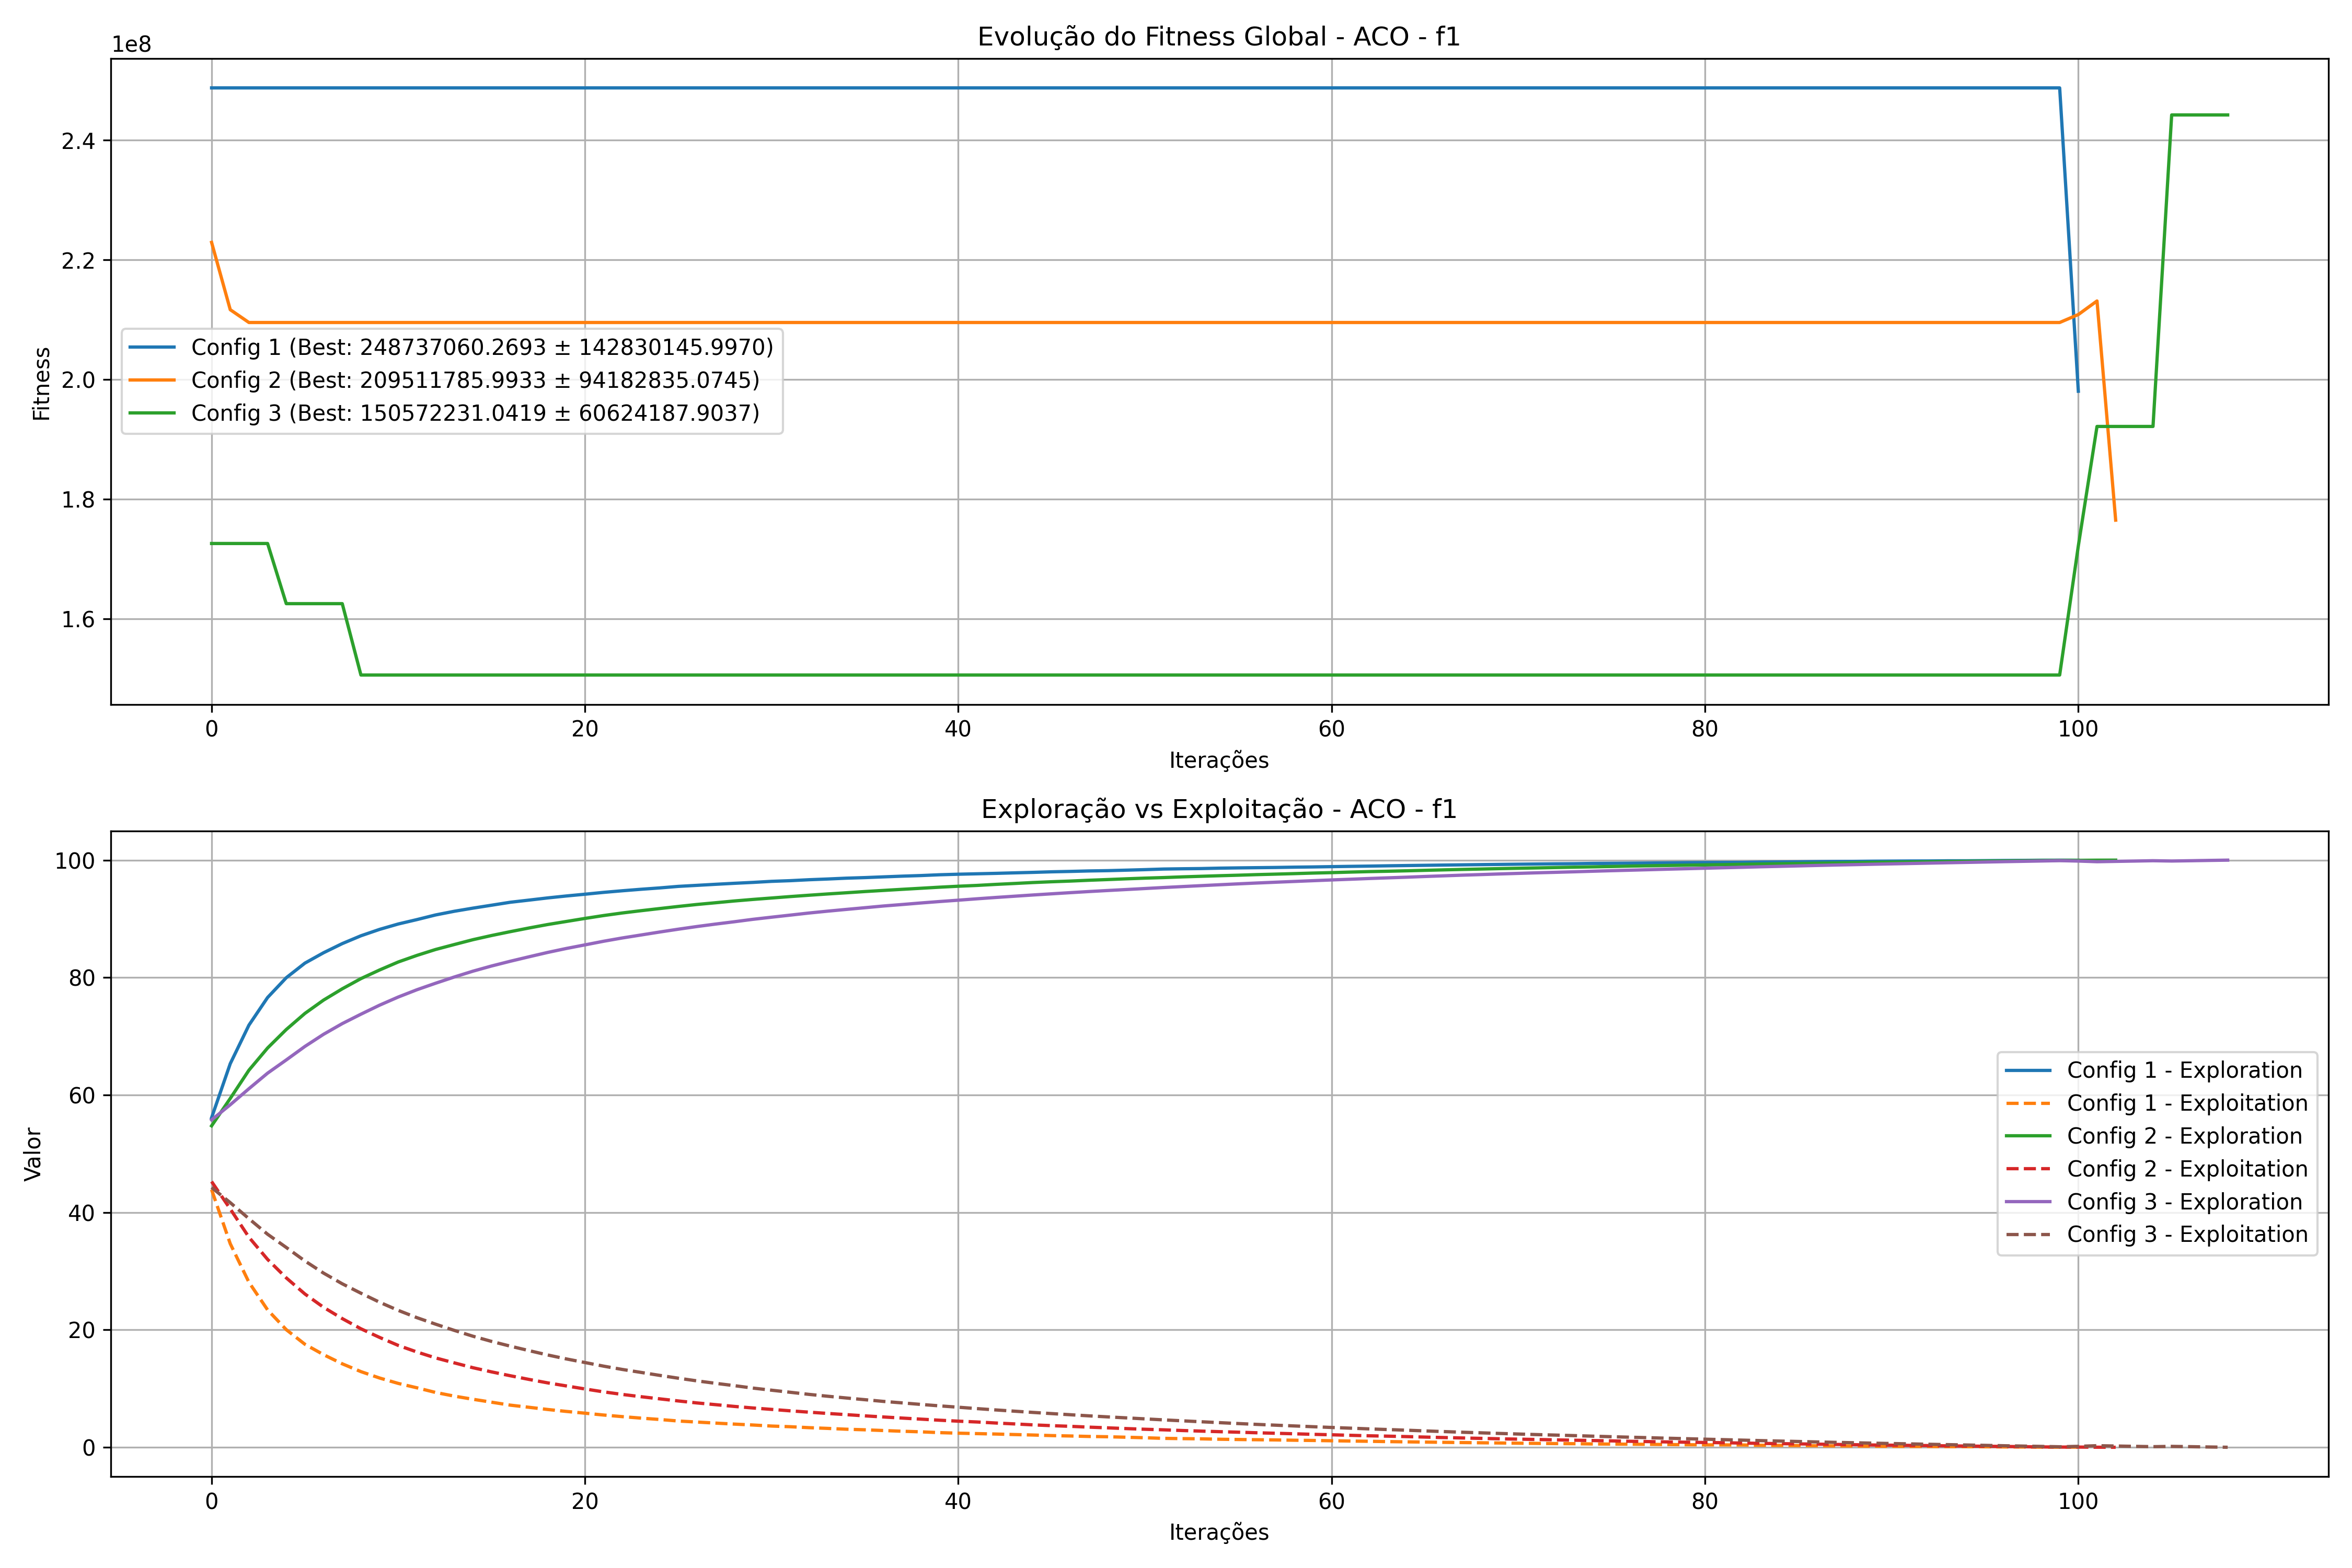 Evolução do Fitness Global - ACO - f1
1e8
2.4
2.2
2.0
1.8
1.6
Fitness
Config 1 (Best: 248737060.2693 ± 142830145.9970)
Config 2 (Best: 209511785.9933 ± 94182835.0745)
Config 3 (Best: 150572231.0419 ± 60624187.9037)
0 20 40 60 80 100
Iterações
Exploração vs Exploitação - ACO - f1
100
80
60
40
20
0
Valor
Config 1 - Exploration
Config 1 - Exploitation
Config 2 - Exploration
Config 2 - Exploitation
Config 3 - Exploration
Config 3 - Exploitation
0 20 40 60 80 100
Iterações